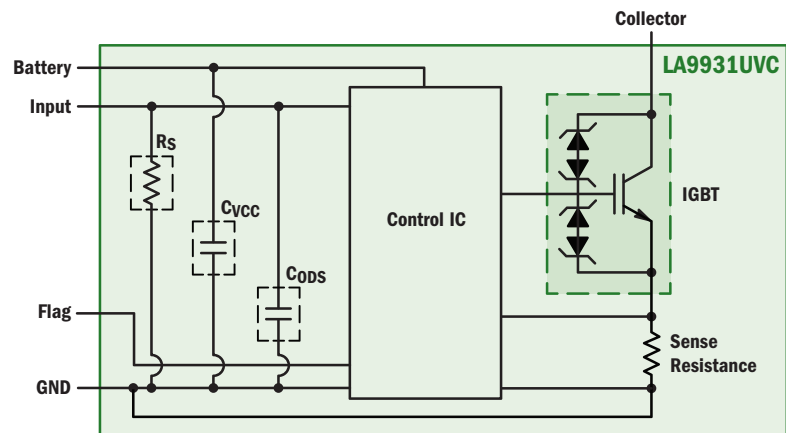 Collector
LA9931UVC
Battery
Input
RS
CVCC
CODS
Control IC
IGBT
Flag
GND
Sense
Resistance